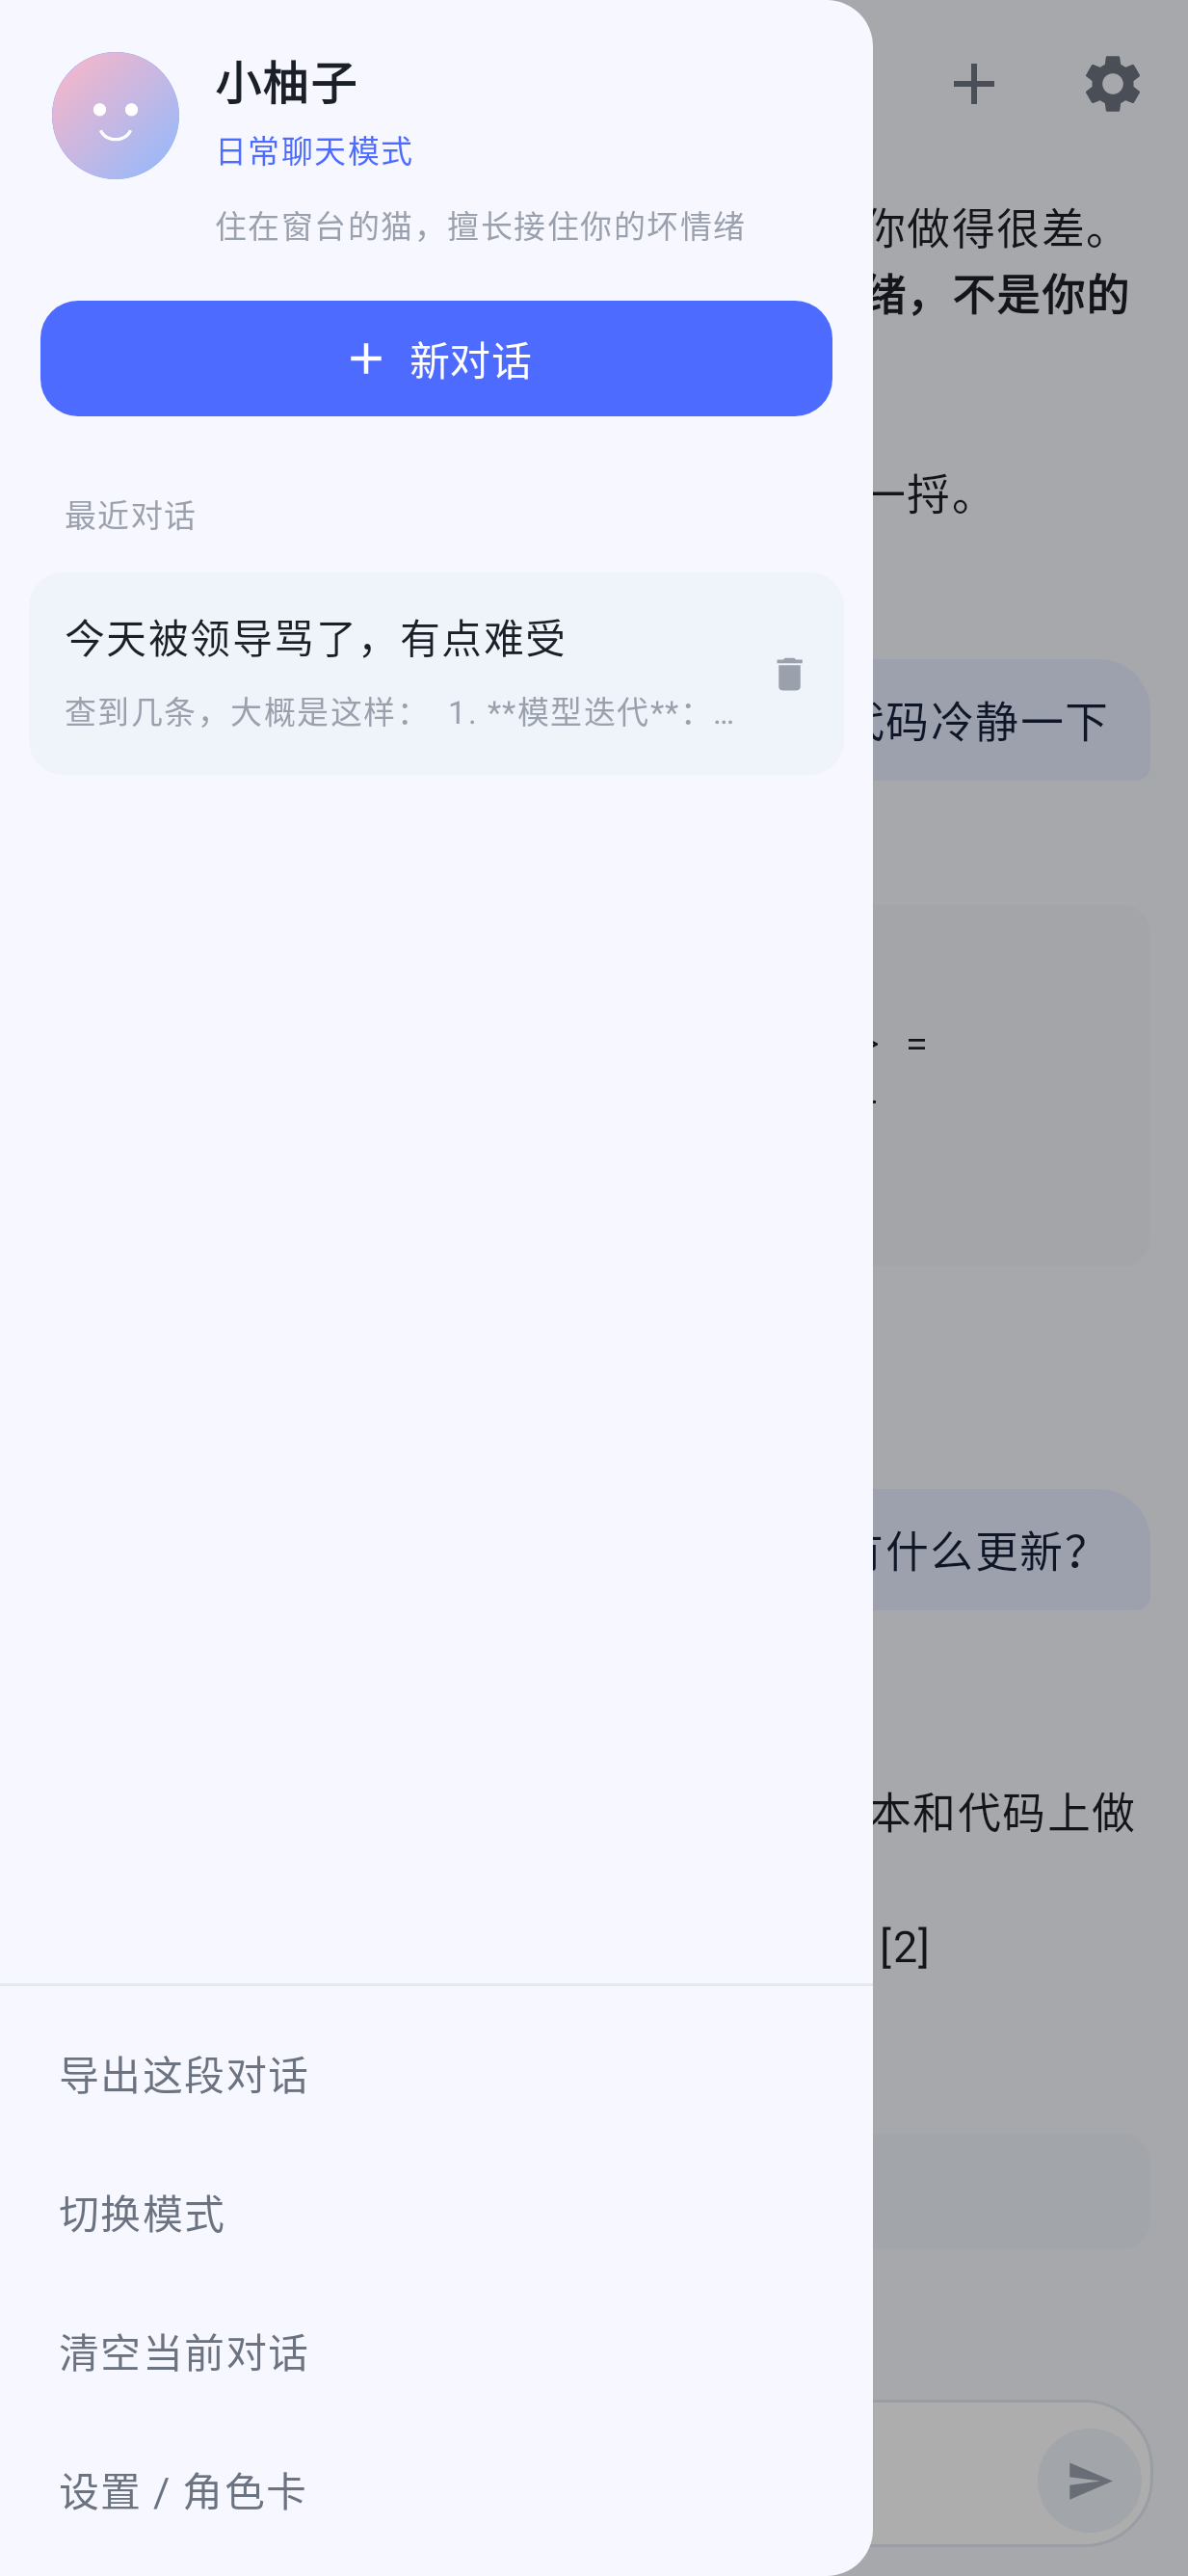 小柚子
日常聊天模式
住在窗台的猫，擅长接住你的坏情绪
新对话
最近对话
今天被领导骂了，有点难受
查到几条，大概是这样： 1. **模型迭代**：…
导出这段对话
切换模式
清空当前对话
设置 / 角色卡
你做得很差。
绪，不是你的
一捋。
代码冷静一下
=
有什么更新？
本和代码上做
[2]